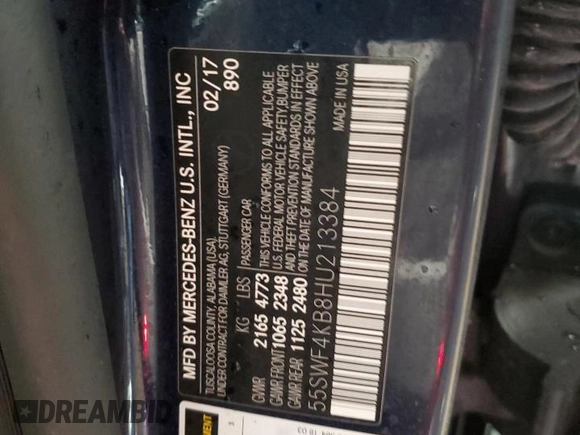 MFD BY MERCEDES-BENZ U.S. INTL., INC
TUSCALOOSA COUNTY, ALABAMA (USA),
UNDER CONTRACT FOR DAIMLER AG, STUTTGART (GERMANY)
02/17
890
KG LBS PASSENGER CAR
GVWR 2165 4773
GAWR FRONT 1065 2348
GAWR REAR 1125 2480
THIS VEHICLE CONFORMS TO ALL APPLICABLE
U.S. FEDERAL MOTOR VEHICLE SAFETY, BUMPER
AND THEFT PREVENTION STANDARDS IN EFFECT
ON THE DATE OF MANUFACTURE SHOWN ABOVE
MADE IN USA
55SWF4KB8HU213384
DREAMBID